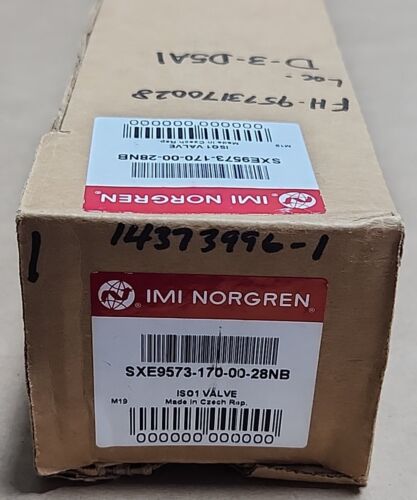 FH-9573170028
LOC-
D-3-D5A1
IMI NORGREN®
SXE9573-170-00-28NB
ISO1 VALVE
Made in Czech Rep.
M19
000000 000000
14373996-1
1
IMI NORGREN®
SXE9573-170-00-28NB
ISO1 VALVE
M19
Made in Czech Rep.
000000 000000